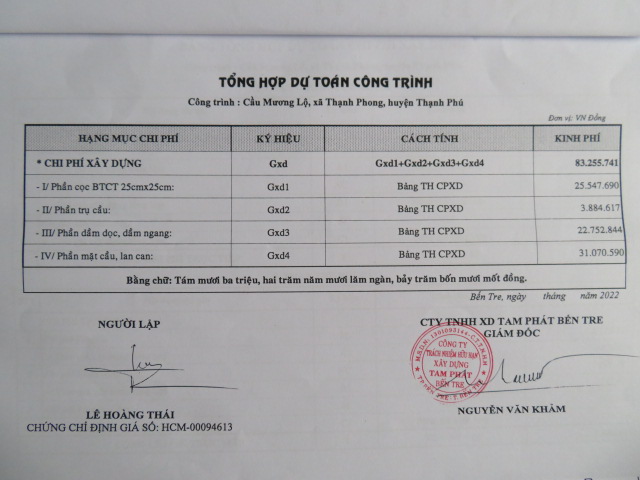 TỔNG HỢP DỰ TOÁN CÔNG TRÌNH
Công trình : Cầu Mương Lộ, xã Thạnh Phong, huyện Thạnh Phú
Đơn vị: VN Đồng
HẠNG MỤC CHI PHÍ KÝ HIỆU CÁCH TÍNH KINH PHÍ
* CHI PHÍ XÂY DỰNG Gxd Gxd1+Gxd2+Gxd3+Gxd4 83.255.741
- I/ Phần cọc BTCT 25cmx25cm: Gxd1 Bảng TH CPXD 25.547.690
- II/ Phần trụ cầu: Gxd2 Bảng TH CPXD 3.884.617
- III/ Phần dầm dọc, dầm ngang: Gxd3 Bảng TH CPXD 22.752.844
- IV/ Phần mặt cầu, lan can: Gxd4 Bảng TH CPXD 31.070.590
Bằng chữ: Tám mươi ba triệu, hai trăm năm mươi lăm ngàn, bảy trăm bốn mươi mốt đồng.
Bến Tre, ngày tháng năm 2022
NGƯỜI LẬP
CTY TNHH XD TAM PHÁT BẾN TRE
GIÁM ĐỐC
CÔNG TY
TRÁCH NHIỆM HỮU HẠN
XÂY DỰNG
TAM PHÁT
BẾN TRE
LÊ HOÀNG THÁI
CHỨNG CHỈ ĐỊNH GIÁ SỐ: HCM-00094613
NGUYỄN VĂN KHẢM